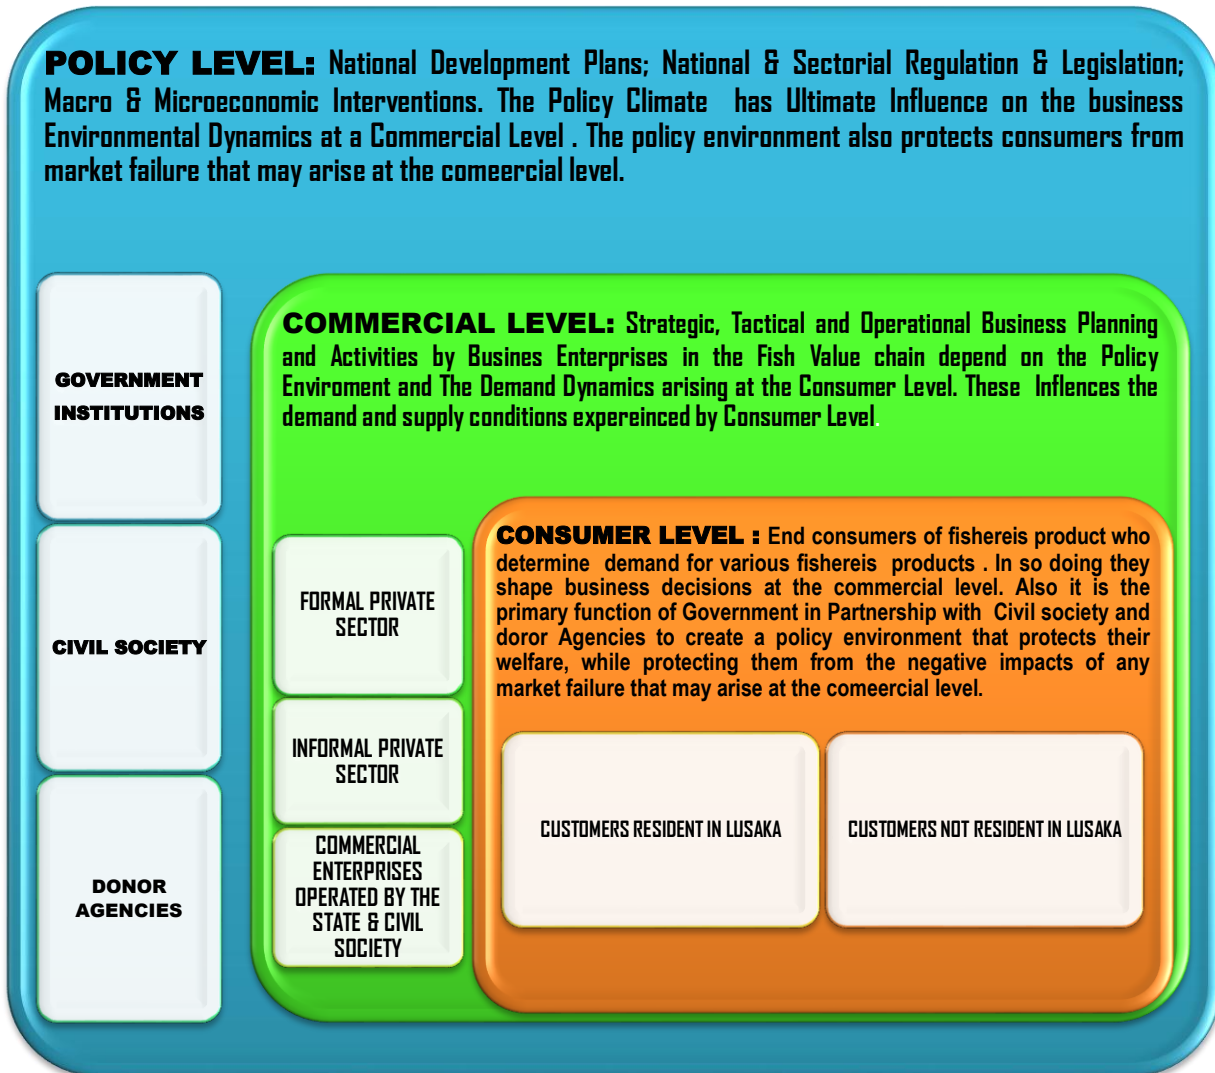 POLICY LEVEL: National Development Plans; National & Sectorial Regulation & Legislation;
Macro & Microeconomic Interventions. The Policy Climate has Ultimate Influence on the business
Environmental Dynamics at a Commercial Level . The policy environment also protects consumers from
market failure that may arise at the comeercial level.
GOVERNMENT
INSTITUTIONS
CIVIL SOCIETY
DONOR
AGENCIES
COMMERCIAL LEVEL: Strategic, Tactical and Operational Business Planning
and Activities by Busines Enterprises in the Fish Value chain depend on the Policy
Enviroment and The Demand Dynamics arising at the Consumer Level. These Inflences the
demand and supply conditions expereinced by Consumer Level.
FORMAL PRIVATE
SECTOR
INFORMAL PRIVATE
SECTOR
COMMERCIAL
ENTERPRISES
OPERATED BY THE
STATE & CIVIL
SOCIETY
CONSUMER LEVEL : End consumers of fishereis product who
determine demand for various fishereis products . In so doing they
shape business decisions at the commercial level. Also it is the
primary function of Government in Partnership with Civil society and
doror Agencies to create a policy environment that protects their
welfare, while protecting them from the negative impacts of any
market failure that may arise at the comeercial level.
CUSTOMERS RESIDENT IN LUSAKA
CUSTOMERS NOT RESIDENT IN LUSAKA